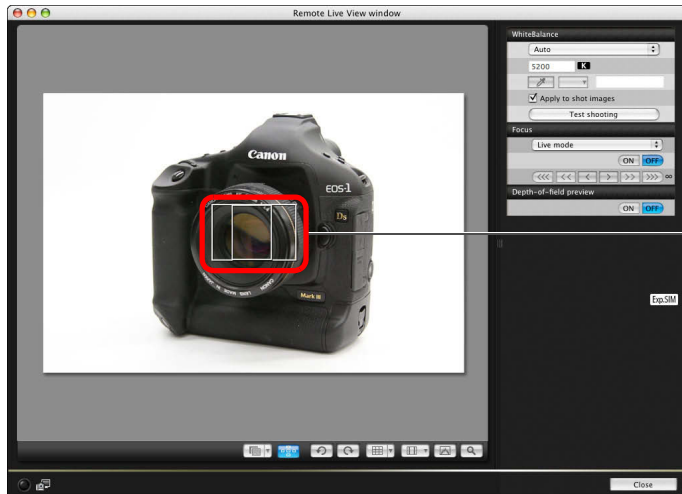 Remote Live View window
WhiteBalance
Auto
5200 K
Apply to shot images
Test shooting
Focus
Live mode
ON OFF
<<< << < > >> >>> ∞
Depth-of-field preview
ON OFF
Canon
EOS-1
Ds
Mark III
Exp.SIM
Close